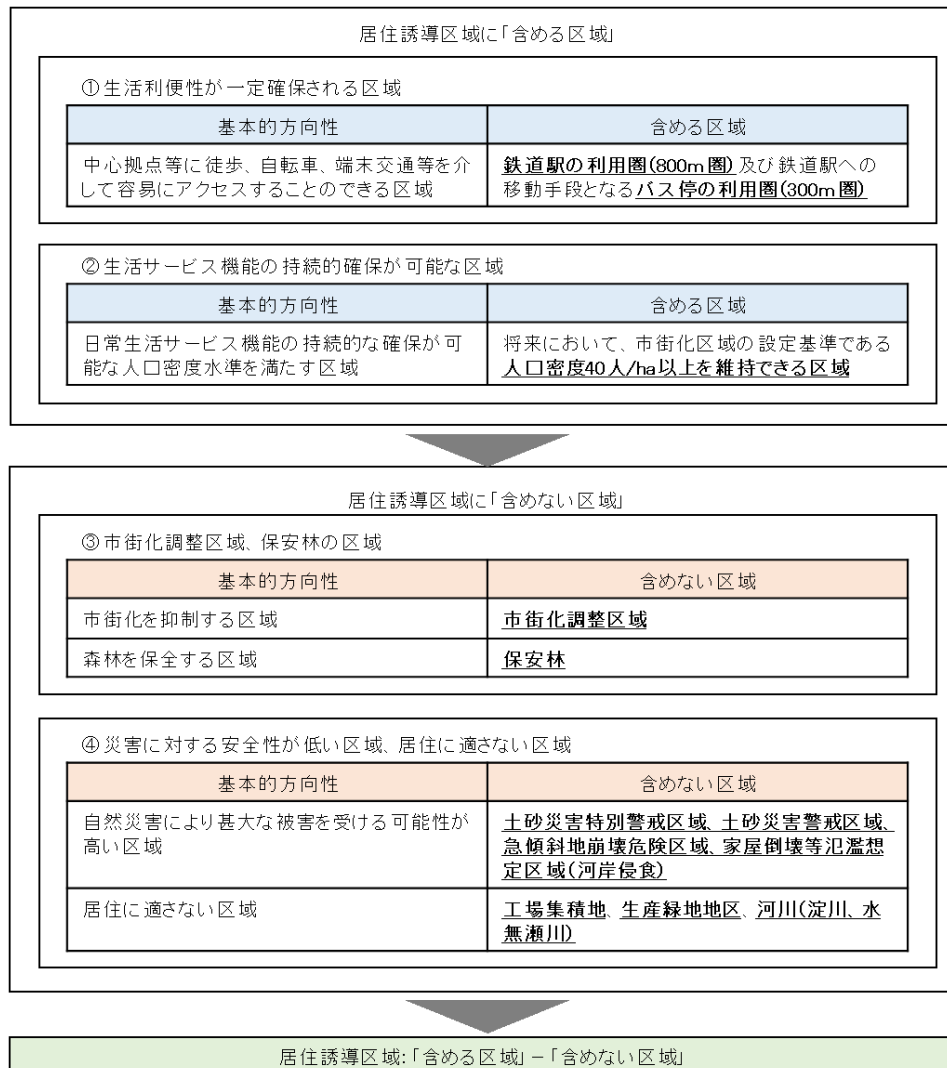 居住誘導区域に「含める区域」
①生活利便性が一定確保される区域
基本的方向性
含める区域
中心拠点等に徒歩、自転車、端末交通等を介
して容易にアクセスすることのできる区域
鉄道駅の利用圏(800m圏)及び鉄道駅への
移動手段となるバス停の利用圏(300m圏)
②生活サービス機能の持続的確保が可能な区域
基本的方向性
含める区域
日常生活サービス機能の持続的な確保が可
能な人口密度水準を満たす区域
将来において、市街化区域の設定基準である
人口密度40人/ha以上を維持できる区域
居住誘導区域に「含めない区域」
③市街化調整区域、保安林の区域
基本的方向性
含めない区域
市街化を抑制する区域
市街化調整区域
森林を保全する区域
保安林
④災害に対する安全性が低い区域、居住に適さない区域
基本的方向性
含めない区域
自然災害により甚大な被害を受ける可能性が
高い区域
土砂災害特別警戒区域、土砂災害警戒区域、
急傾斜地崩壊危険区域、家屋倒壊等氾濫想
定区域(河岸侵食)
居住に適さない区域
工場集積地、生産緑地地区、河川(淀川、水
無瀬川)
居住誘導区域:「含める区域」－「含めない区域」